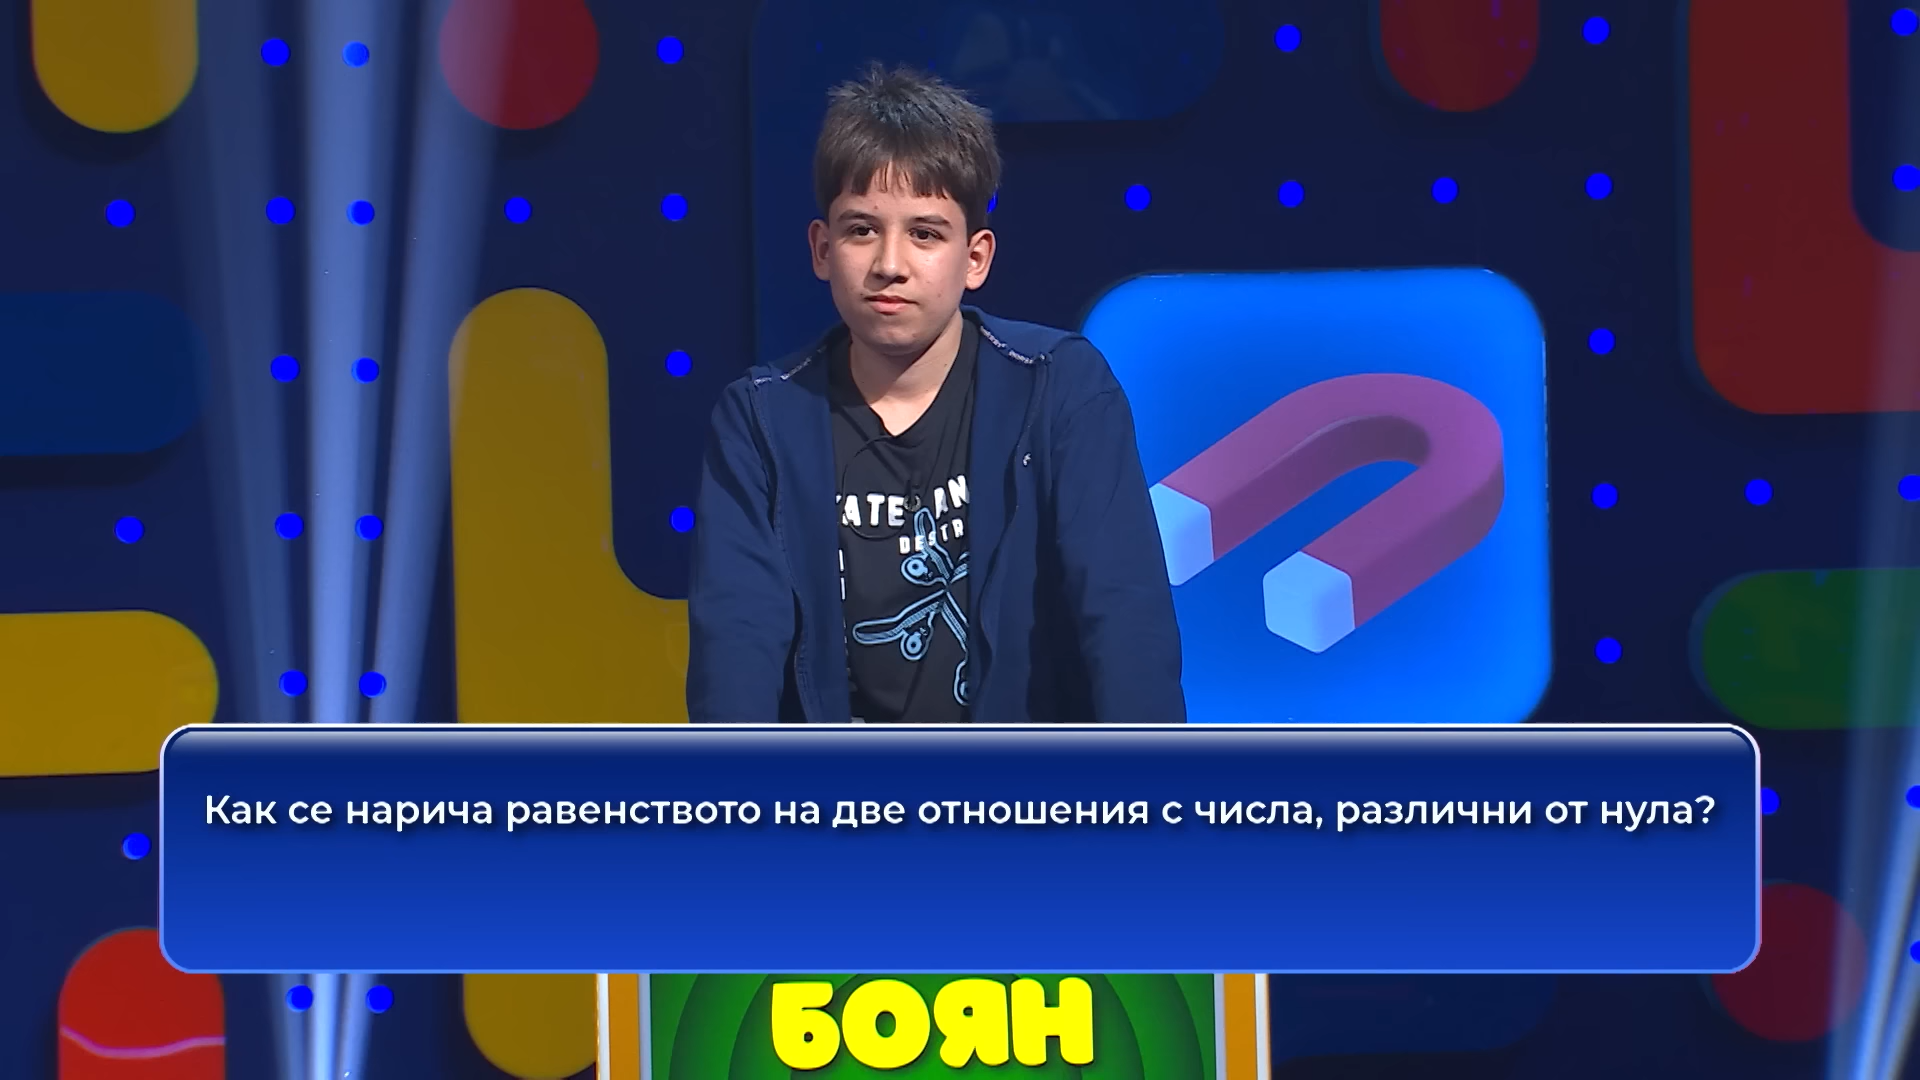 Как се нарича равенството на две отношения с числа, различни от нула?
БОЯН